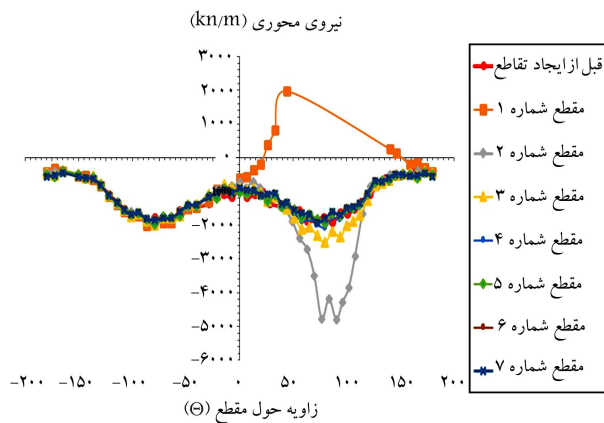 نیروی محوری (kn/m)
۳۰۰۰
۲۰۰۰
۱۰۰۰
۰
-۲۰۰۰
-۳۰۰۰
-۴۰۰۰
-۵۰۰۰
-۶۰۰۰
-۲۰۰ -۱۵۰ -۱۰۰ -۵۰ ۰ ۵۰ ۱۰۰ ۱۵۰ ۲۰۰
زاویه حول مقطع (Θ)
قبل از ایجاد تقاطع
مقطع شماره ۱
مقطع شماره ۲
مقطع شماره ۳
مقطع شماره ۴
مقطع شماره ۵
مقطع شماره ۶
مقطع شماره ۷